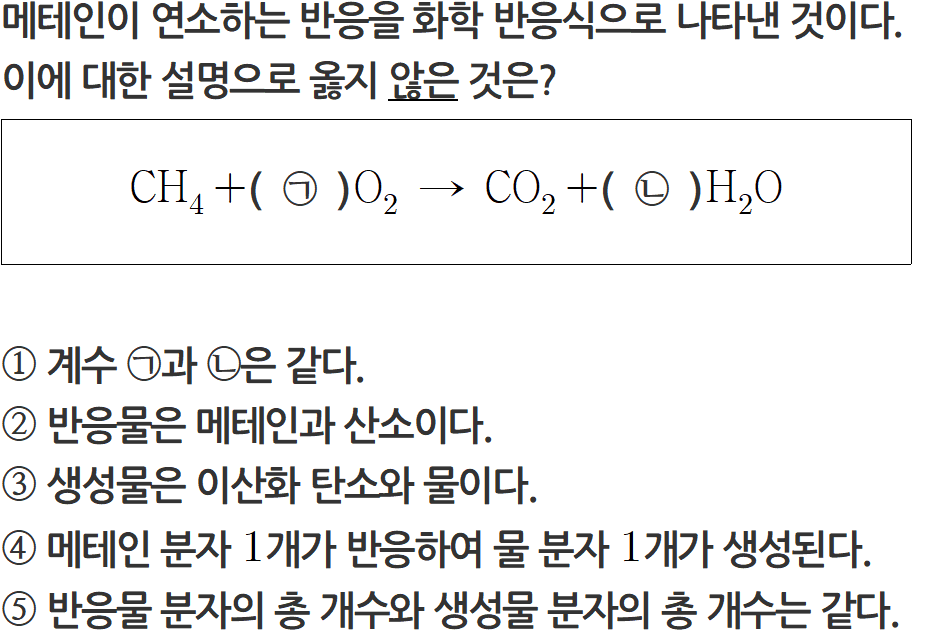 메테인이 연소하는 반응을 화학 반응식으로 나타낸 것이다.
이에 대한 설명으로 옳지 않은 것은?
CH₄+( ㉠ )O₂ → CO₂+( ㉡ )H₂O
① 계수 ㉠과 ㉡은 같다.
② 반응물은 메테인과 산소이다.
③ 생성물은 이산화 탄소와 물이다.
④ 메테인 분자 1개가 반응하여 물 분자 1개가 생성된다.
⑤ 반응물 분자의 총 개수와 생성물 분자의 총 개수는 같다.